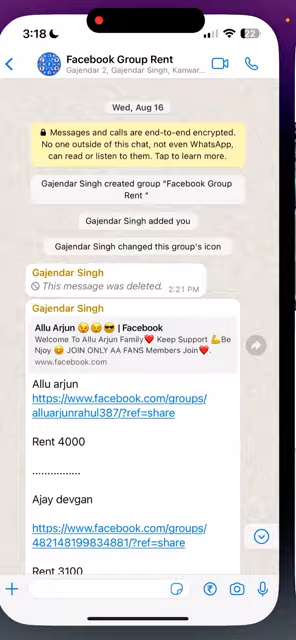 3:18
22
Facebook Group Rent
Gajendar 2, Gajendar Singh, Kanwar...
Wed, Aug 16
Messages and calls are end-to-end encrypted.
No one outside of this chat, not even WhatsApp,
can read or listen to them. Tap to learn more.
Gajendar Singh created group "Facebook Group
Rent "
Gajendar Singh added you
Gajendar Singh changed this group's icon
Gajendar Singh
This message was deleted. 2:21 PM
Gajendar Singh
Allu Arjun 😉😉😎 | Facebook
Welcome To Allu Arjun Family❤️ Keep Support 💪Be
Njoy 😊 JOIN ONLY AA FANS Members Join❤️.
www.facebook.com
Allu arjun
https://www.facebook.com/groups/
alluarjunrahul387/?ref=share
Rent 4000
................
Ajay devgan
https://www.facebook.com/groups/
482148199834881/?ref=share
Rent 3100